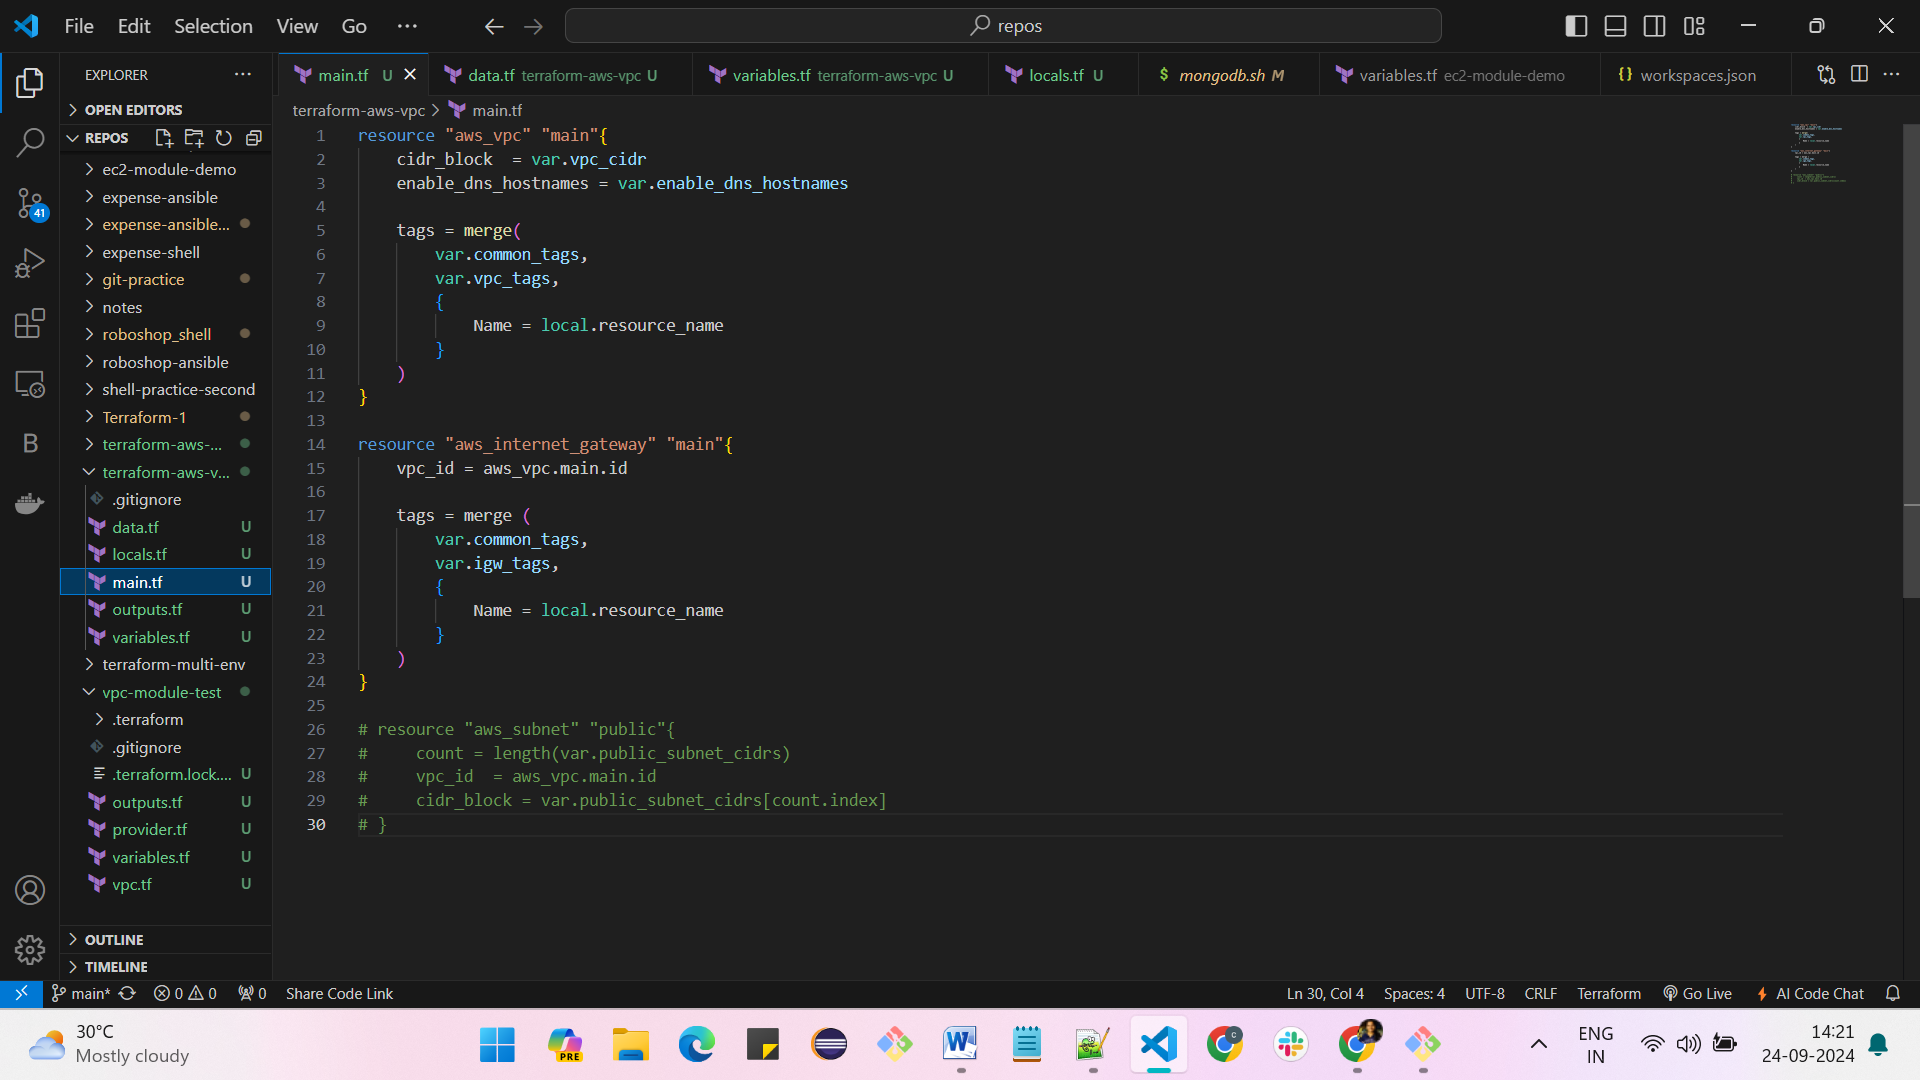 File Edit Selection View Go ···
repos
EXPLORER ···
OPEN EDITORS
REPOS
ec2-module-demo
expense-ansible
expense-ansible...
expense-shell
git-practice
notes
roboshop_shell
roboshop-ansible
shell-practice-second
Terraform-1
terraform-aws-...
terraform-aws-v...
.gitignore
data.tf U
locals.tf U
main.tf U
outputs.tf U
variables.tf U
terraform-multi-env
vpc-module-test
.terraform
.gitignore
.terraform.lock.... U
outputs.tf U
provider.tf U
variables.tf U
vpc.tf U
OUTLINE
TIMELINE
41
B
main.tf U
data.tf terraform-aws-vpc U
variables.tf terraform-aws-vpc U
locals.tf U
$ mongodb.sh M
variables.tf ec2-module-demo
{} workspaces.json
···
terraform-aws-vpc > main.tf
1 resource "aws_vpc" "main"{
2     cidr_block  = var.vpc_cidr
3     enable_dns_hostnames = var.enable_dns_hostnames
4
5     tags = merge(
6         var.common_tags,
7         var.vpc_tags,
8         {
9             Name = local.resource_name
10         }
11     )
12 }
13
14 resource "aws_internet_gateway" "main"{
15     vpc_id = aws_vpc.main.id
16
17     tags = merge (
18         var.common_tags,
19         var.igw_tags,
20         {
21             Name = local.resource_name
22         }
23     )
24 }
25
26 # resource "aws_subnet" "public"{
27 #     count = length(var.public_subnet_cidrs)
28 #     vpc_id  = aws_vpc.main.id
29 #     cidr_block = var.public_subnet_cidrs[count.index]
30 # }
main* 0 0 0 Share Code Link
Ln 30, Col 4 Spaces: 4 UTF-8 CRLF Terraform Go Live AI Code Chat
30°C
Mostly cloudy
PRE
W
C
ENG
IN
14:21
24-09-2024